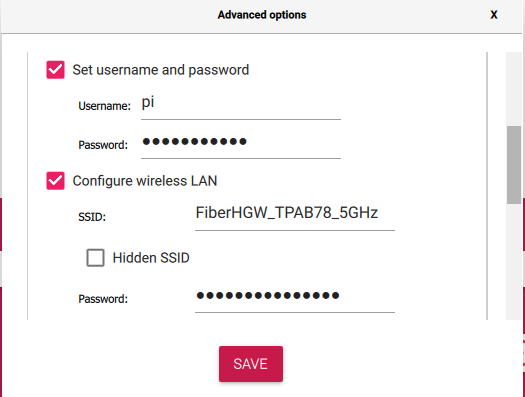 Advanced options
X
Set username and password
Username: pi
Password: •••••••••••
Configure wireless LAN
SSID: FiberHGW_TPAB78_5GHz
Hidden SSID
Password: •••••••••••••••
SAVE